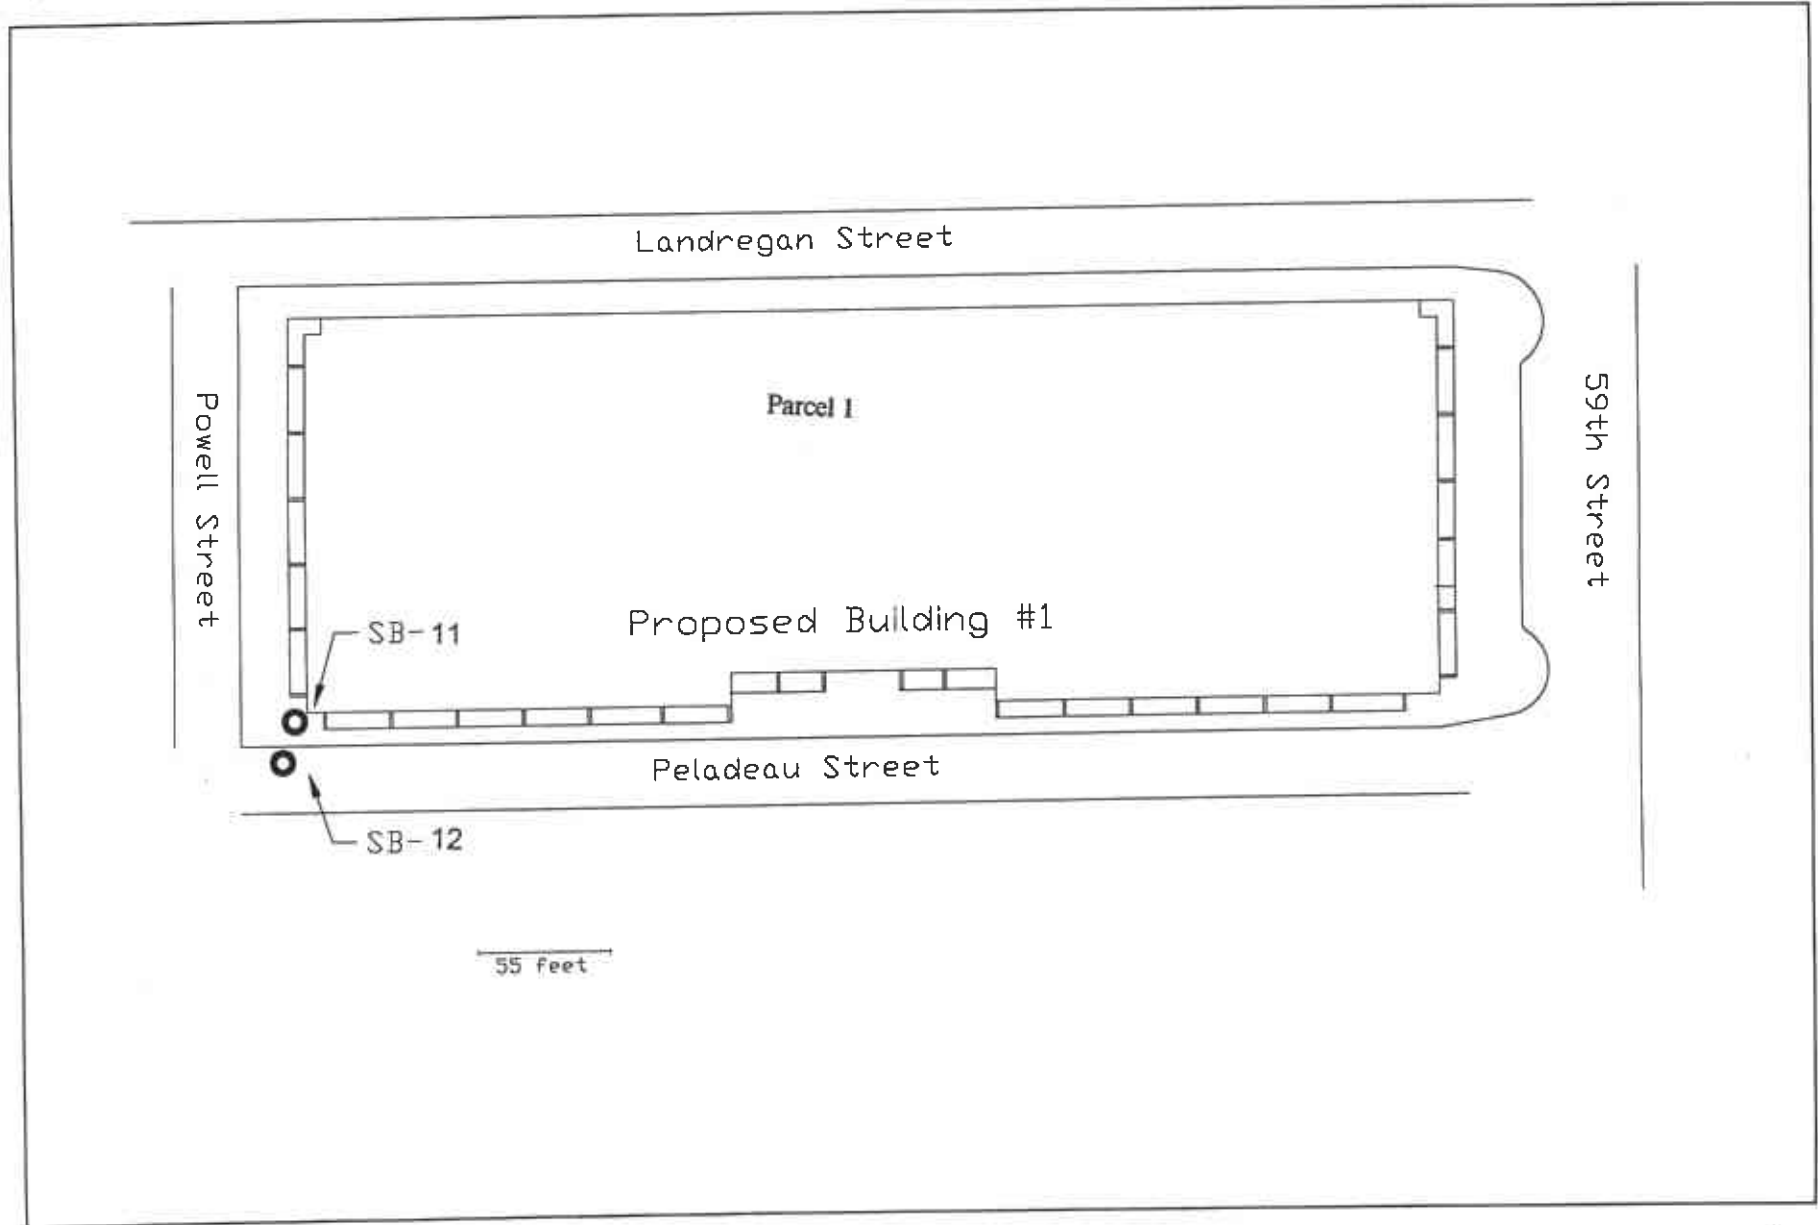 Landregan Street
Parcel 1
Powell Street
59th Street
Proposed Building #1
SB-11
Peladeau Street
SB-12
55 feet